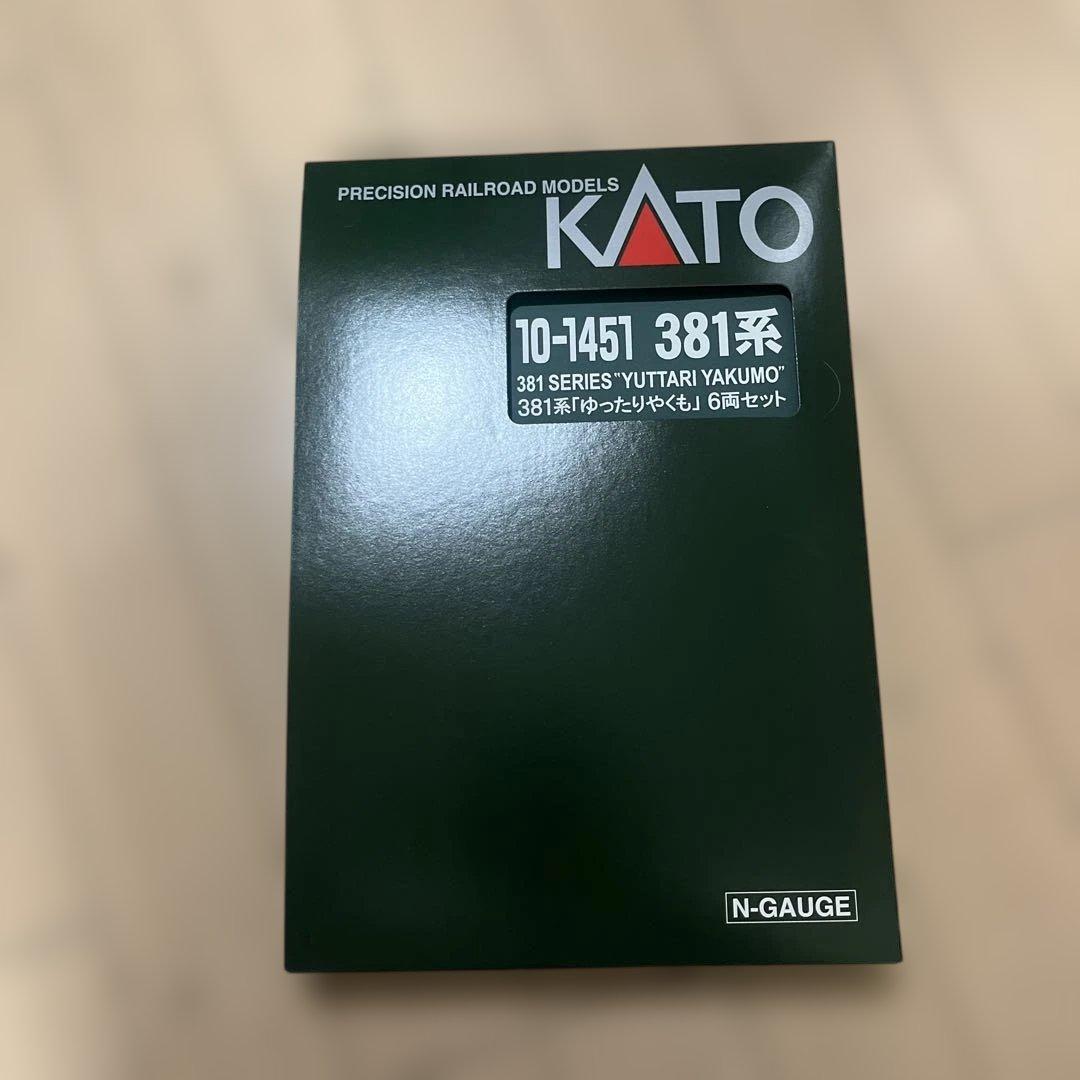 PRECISION RAILROAD MODELS
KATO
10-1451 381系
381 SERIES "YUTTARI YAKUMO"
381系「ゆったりやくも」 6両セット
N-GAUGE